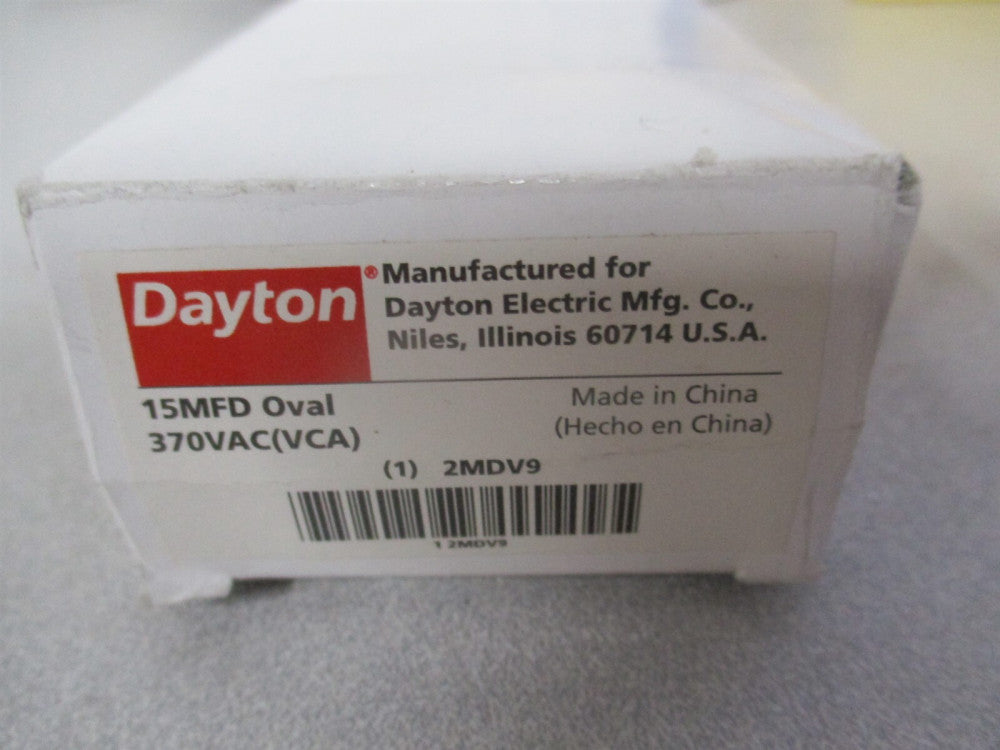 Dayton®
Manufactured for
Dayton Electric Mfg. Co.,
Niles, Illinois 60714 U.S.A.
15MFD Oval
370VAC(VCA)
Made in China
(Hecho en China)
(1) 2MDV9
1 2MDV9